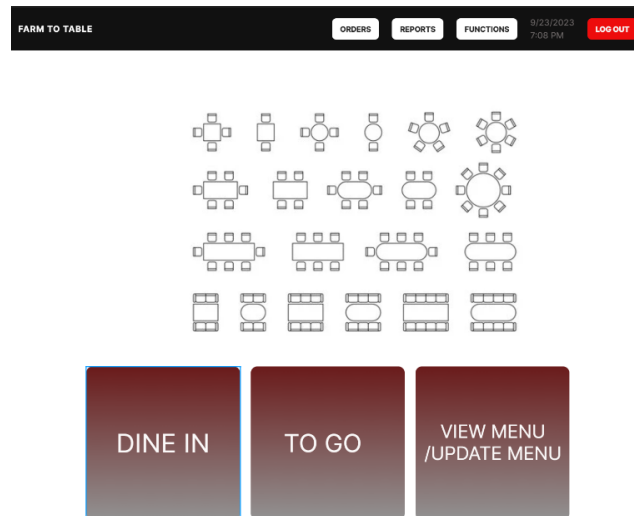 FARM TO TABLE
ORDERS
REPORTS
FUNCTIONS
9/23/2023
7:08 PM
LOG OUT
DINE IN
TO GO
VIEW MENU
/UPDATE MENU